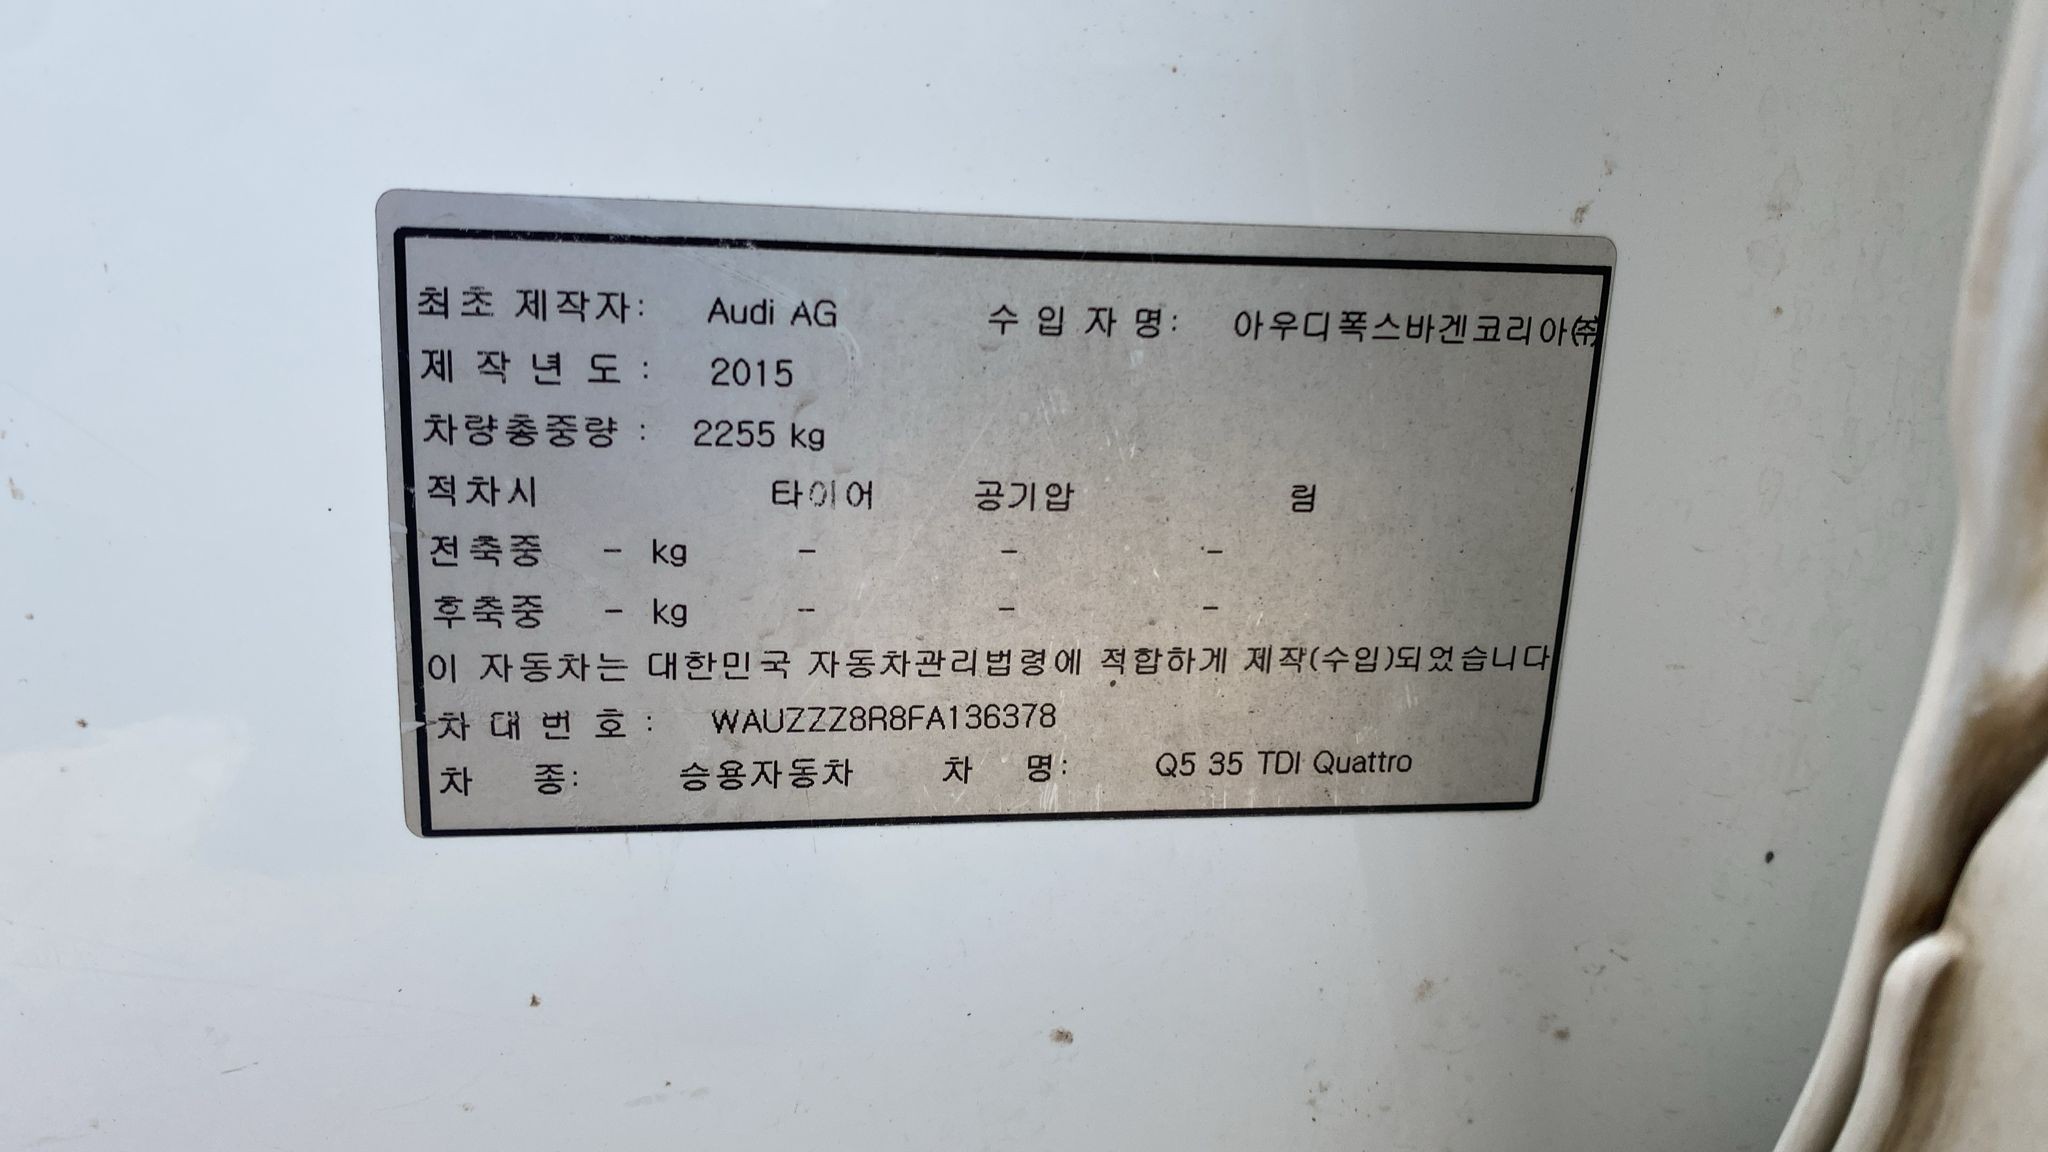 최초 제작자: Audi AG 수 입 자 명: 아우디폭스바겐코리아㈜
제 작 년 도 : 2015
차량총중량 : 2255 kg
적차시 타이어 공기압 림
전축중 - kg - - -
후축중 - kg - - -
이 자동차는 대한민국 자동차관리법령에 적합하게 제작(수입)되었습니다
차 대 번 호 : WAUZZZ8R8FA136378
차 종: 승용자동차 차 명: Q5 35 TDI Quattro